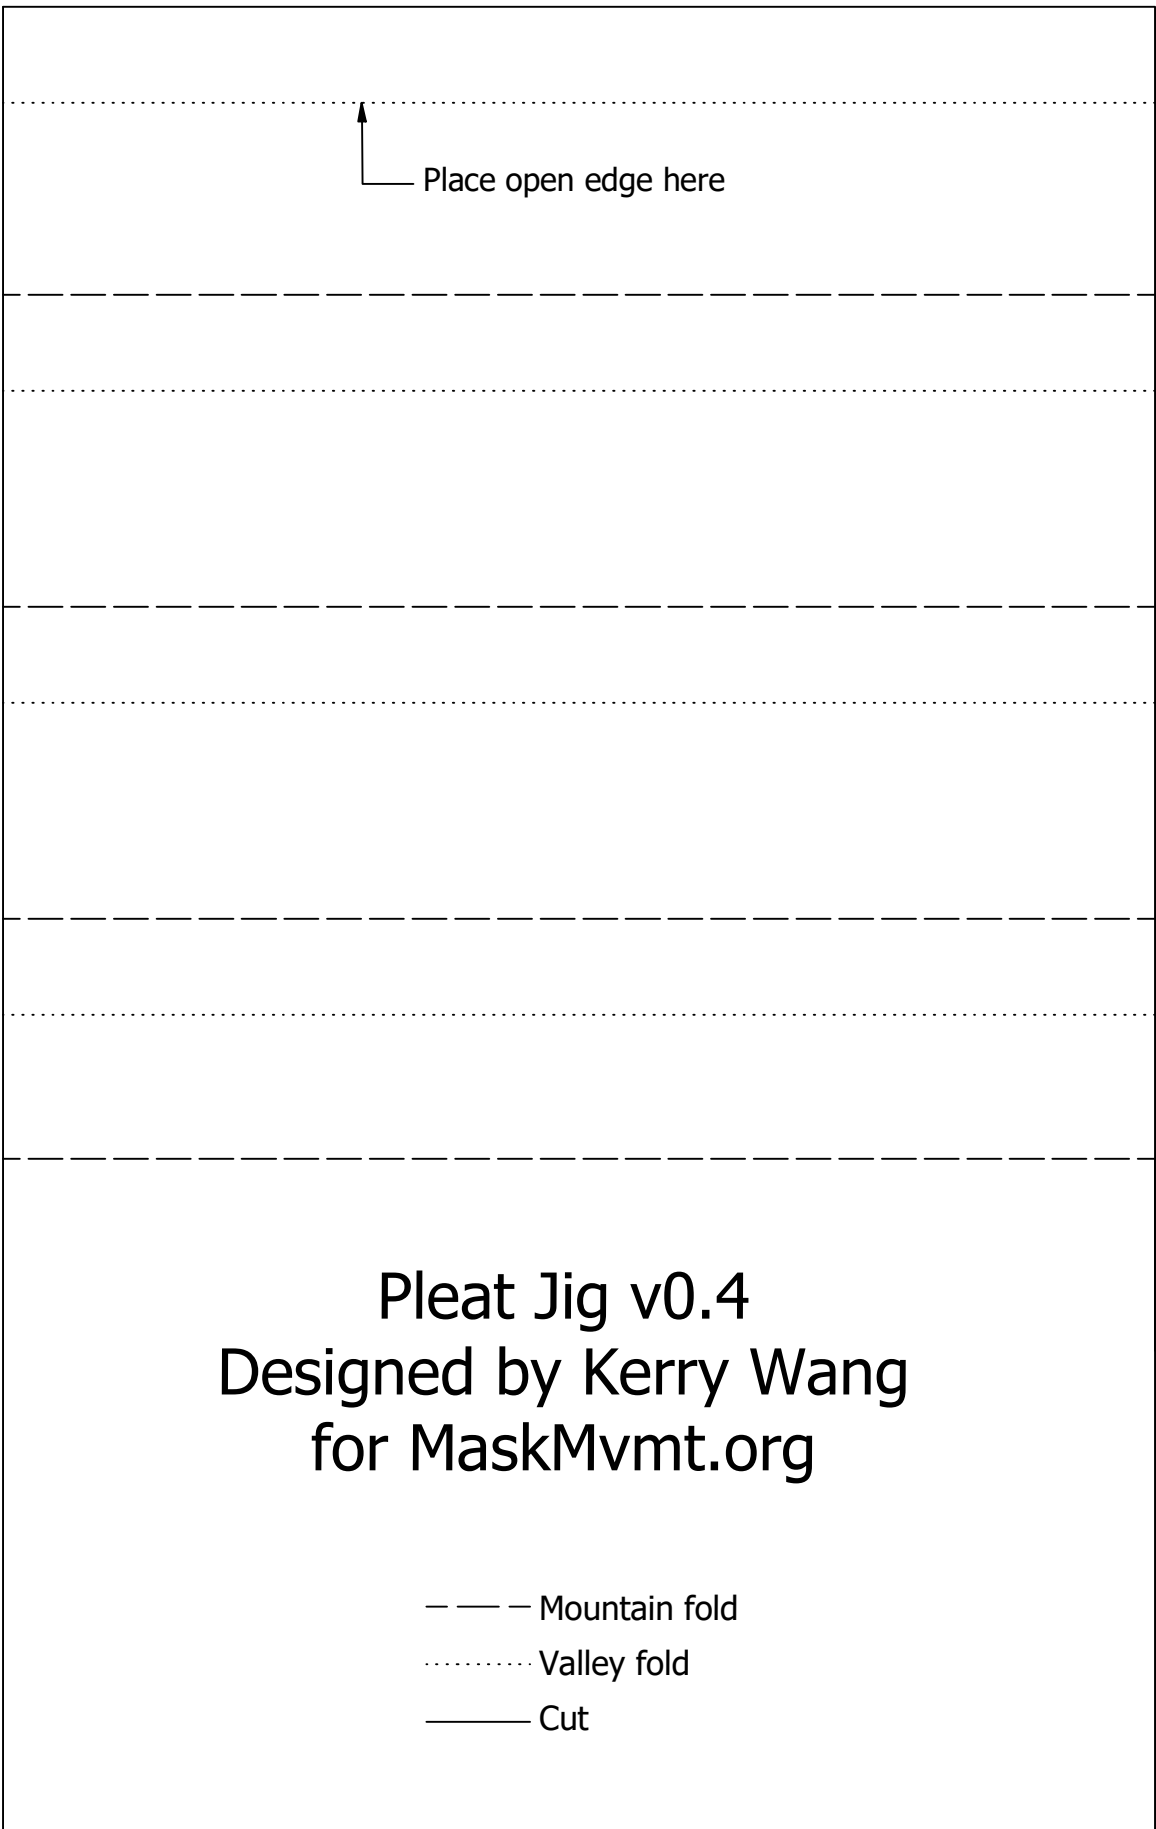 Place open edge here
Pleat Jig v0.4
Designed by Kerry Wang
for MaskMvmt.org
Mountain fold
Valley fold
Cut